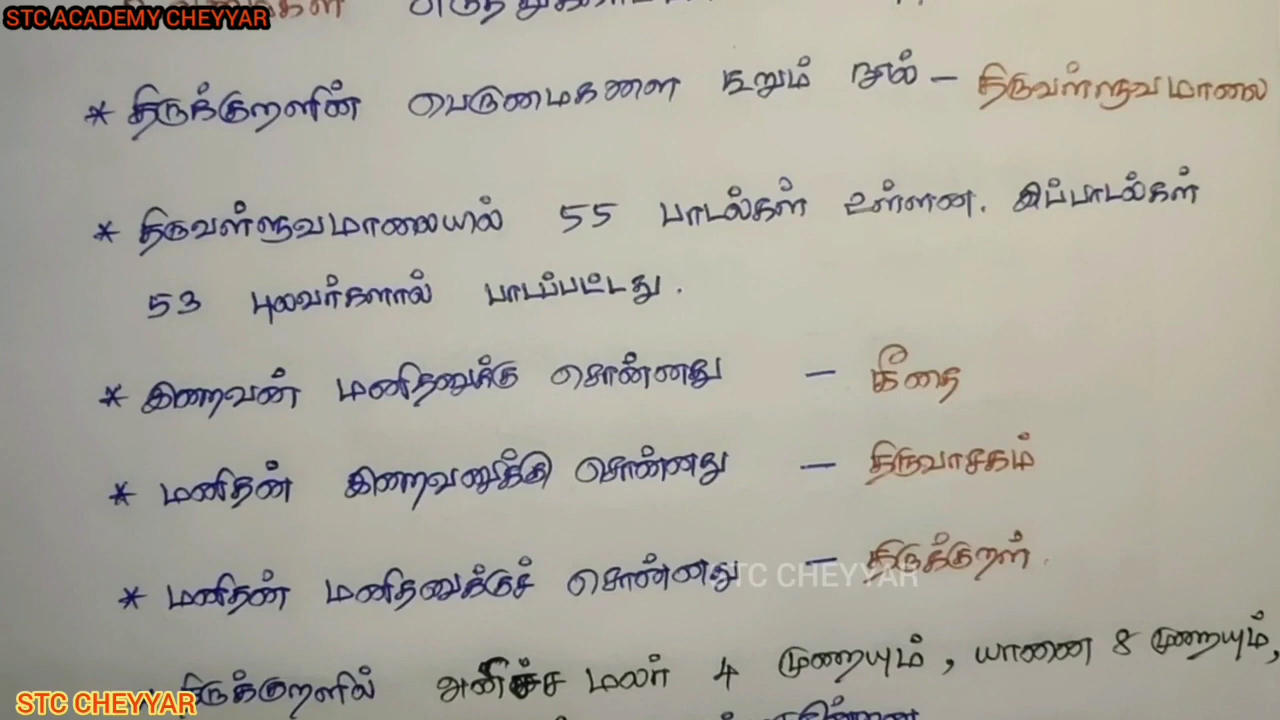 STC ACADEMY CHEYYAR
* திருக்குறளின் பெருமைகளை கூறும் நூல் – திருவள்ளுவமாலை
* திருவள்ளுவமாலையில் 55 பாடல்கள் உள்ளன. இப்பாடல்கள்
53 புலவர்களால் பாடப்பட்டது.
* இறைவன் மனிதனுக்கு சொன்னது – கீதை
* மனிதன் இறைவனுக்கு சொன்னது – திருவாசகம்
* மனிதன் மனிதனுக்குச் சொன்னது – திருக்குறள்.
STC CHEYYAR
திருக்குறளில் அனிச்ச மலர் 4 முறையும், யானை 8 முறையும்,
STC CHEYYAR